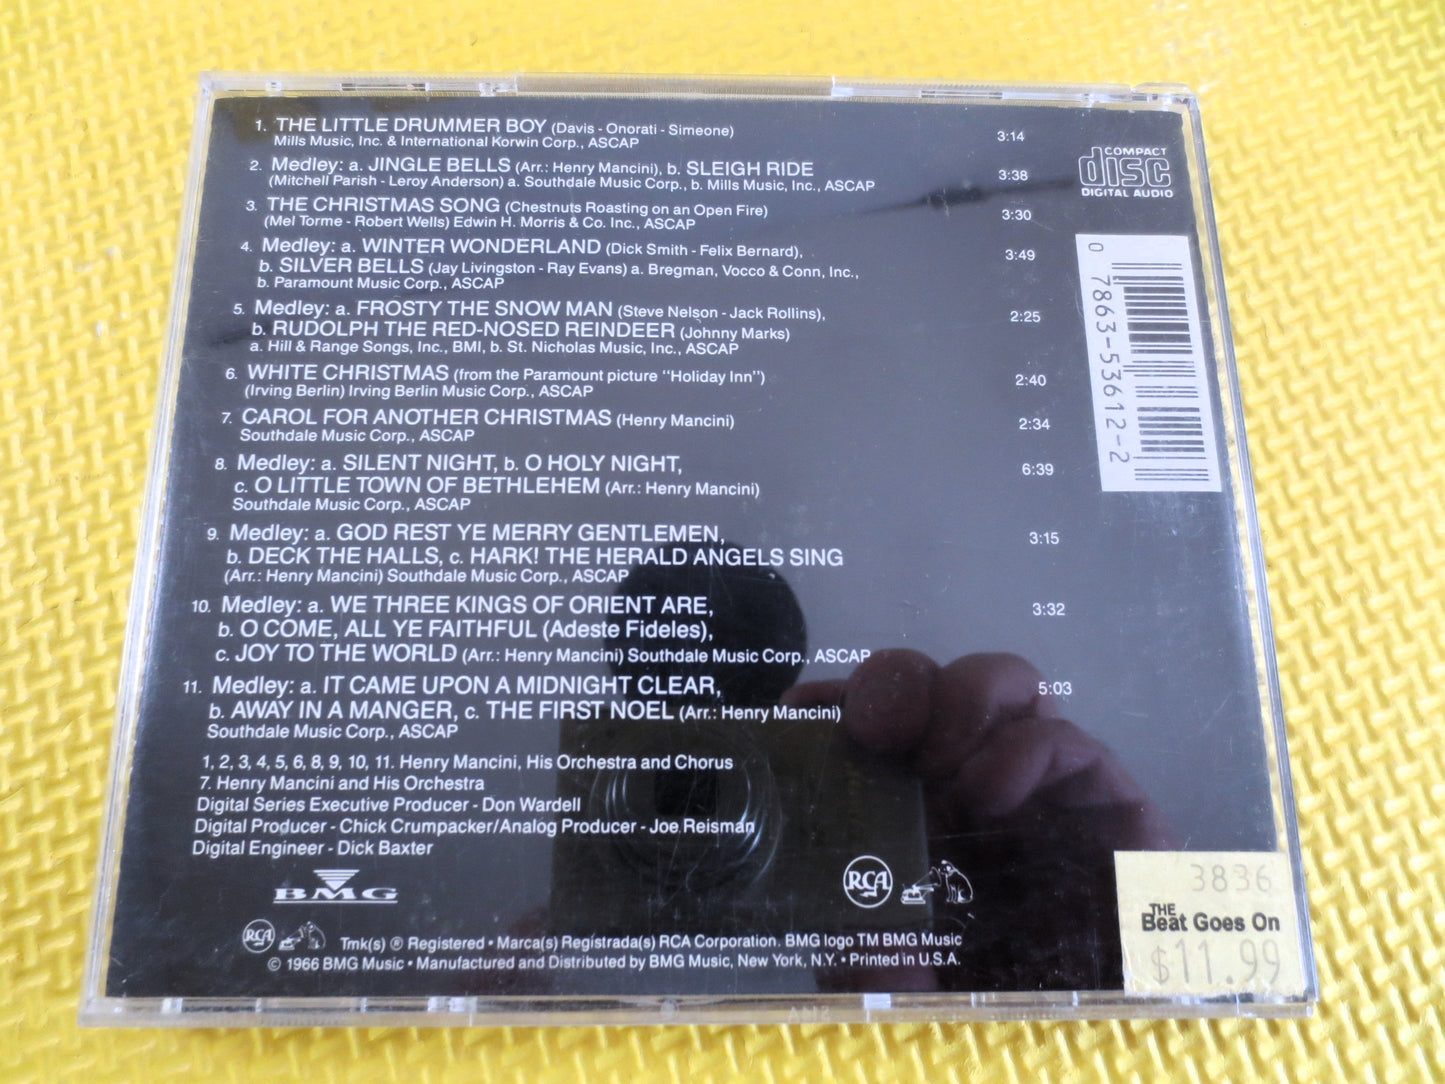 1. THE LITTLE DRUMMER BOY (Davis - Onorati - Simeone) 3:14
Mills Music, Inc. & International Korwin Corp., ASCAP
2. Medley: a. JINGLE BELLS (Arr.: Henry Mancini), b. SLEIGH RIDE 3:38
(Mitchell Parish - Leroy Anderson) a. Southdale Music Corp., b. Mills Music, Inc., ASCAP
3. THE CHRISTMAS SONG (Chestnuts Roasting on an Open Fire) 3:30
(Mel Torme - Robert Wells) Edwin H. Morris & Co. Inc., ASCAP
4. Medley: a. WINTER WONDERLAND (Dick Smith - Felix Bernard), 3:49
b. SILVER BELLS (Jay Livingston - Ray Evans) a. Bregman, Vocco & Conn, Inc.,
b. Paramount Music Corp., ASCAP
5. Medley: a. FROSTY THE SNOW MAN (Steve Nelson - Jack Rollins), 2:25
b. RUDOLPH THE RED-NOSED REINDEER (Johnny Marks)
a. Hill & Range Songs, Inc., BMI, b. St. Nicholas Music, Inc., ASCAP
6. WHITE CHRISTMAS (from the Paramount picture "Holiday Inn") 2:40
(Irving Berlin) Irving Berlin Music Corp., ASCAP
7. CAROL FOR ANOTHER CHRISTMAS (Henry Mancini) 2:34
Southdale Music Corp., ASCAP
8. Medley: a. SILENT NIGHT, b. O HOLY NIGHT, 6:39
c. O LITTLE TOWN OF BETHLEHEM (Arr.: Henry Mancini)
Southdale Music Corp., ASCAP
9. Medley: a. GOD REST YE MERRY GENTLEMEN, 3:15
b. DECK THE HALLS, c. HARK! THE HERALD ANGELS SING
(Arr.: Henry Mancini) Southdale Music Corp., ASCAP
10. Medley: a. WE THREE KINGS OF ORIENT ARE, 3:32
b. O COME, ALL YE FAITHFUL (Adeste Fideles),
c. JOY TO THE WORLD (Arr.: Henry Mancini) Southdale Music Corp., ASCAP
11. Medley: a. IT CAME UPON A MIDNIGHT CLEAR, 5:03
b. AWAY IN A MANGER, c. THE FIRST NOEL (Arr.: Henry Mancini)
Southdale Music Corp., ASCAP
1, 2, 3, 4, 5, 6, 8, 9, 10, 11. Henry Mancini, His Orchestra and Chorus
7. Henry Mancini and His Orchestra
Digital Series Executive Producer - Don Wardell
Digital Producer - Chick Crumpacker/Analog Producer - Joe Reisman
Digital Engineer - Dick Baxter
BMG
RCA
RCA
Tmk(s) ® Registered • Marca(s) Registrada(s) RCA Corporation. BMG logo TM BMG Music
© 1966 BMG Music • Manufactured and Distributed by BMG Music, New York, N.Y. • Printed in U.S.A.
COMPACT
disc
DIGITAL AUDIO
0 7863-53612-2
3836
THE
Beat Goes On
$11.99